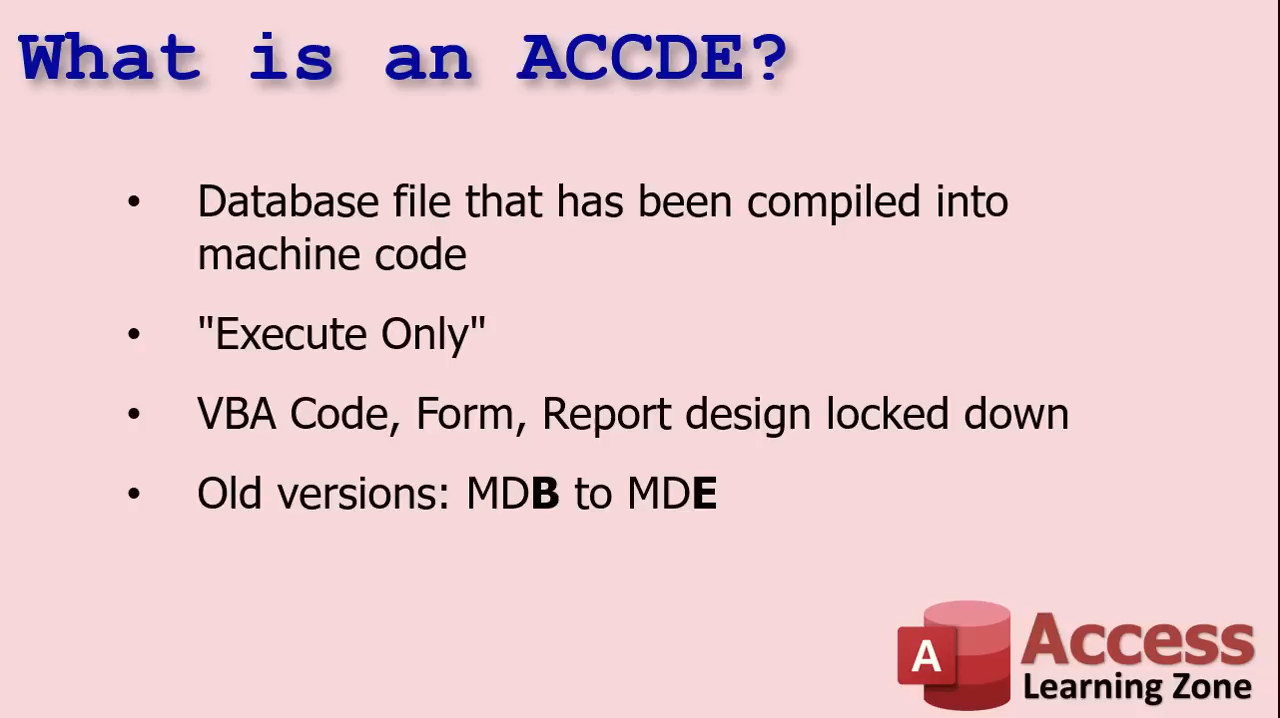 What is an ACCDE?
• Database file that has been compiled into
machine code
• "Execute Only"
• VBA Code, Form, Report design locked down
• Old versions: MDB to MDE
A
Access
Learning Zone